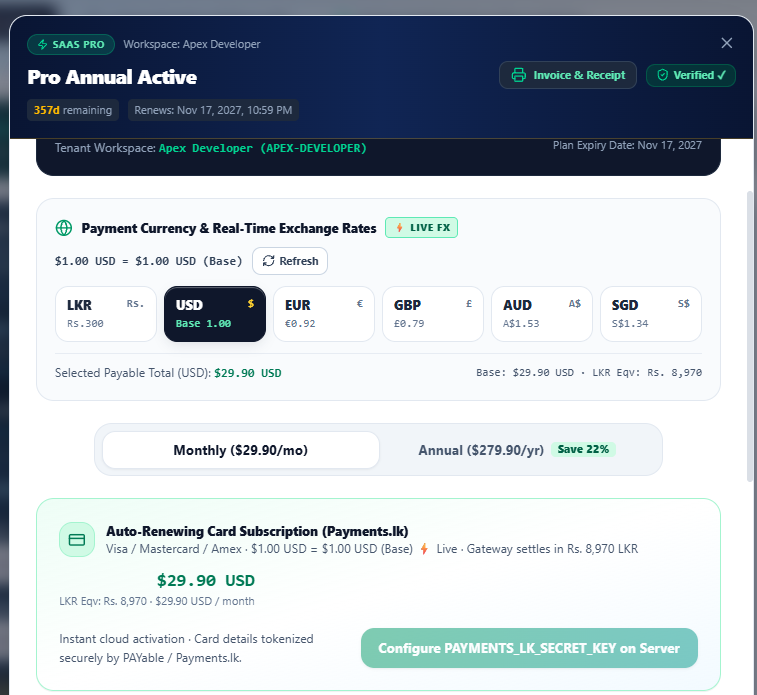 SAAS PRO Workspace: Apex Developer
Pro Annual Active
Invoice & Receipt
Verified ✓
357d remaining
Renews: Nov 17, 2027, 10:59 PM
Tenant Workspace: Apex Developer (APEX-DEVELOPER)
Plan Expiry Date: Nov 17, 2027
Payment Currency & Real-Time Exchange Rates
⚡ LIVE FX
$1.00 USD = $1.00 USD (Base)
Refresh
LKR Rs.
Rs.300
USD $
Base 1.00
EUR €
€0.92
GBP £
£0.79
AUD A$
A$1.53
SGD S$
S$1.34
Selected Payable Total (USD): $29.90 USD
Base: $29.90 USD · LKR Eqv: Rs. 8,970
Monthly ($29.90/mo)
Annual ($279.90/yr) Save 22%
Auto-Renewing Card Subscription (Payments.lk)
Visa / Mastercard / Amex · $1.00 USD = $1.00 USD (Base) ⚡ Live · Gateway settles in Rs. 8,970 LKR
$29.90 USD
LKR Eqv: Rs. 8,970 · $29.90 USD / month
Instant cloud activation · Card details tokenized
securely by PAYable / Payments.lk.
Configure PAYMENTS_LK_SECRET_KEY on Server